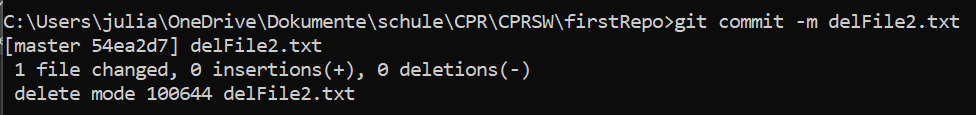 C:\Users\julia\OneDrive\Dokumente\schule\CPR\CPRSW\firstRepo>git commit -m delFile2.txt
[master 54ea2d7] delFile2.txt
1 file changed, 0 insertions(+), 0 deletions(-)
delete mode 100644 delFile2.txt